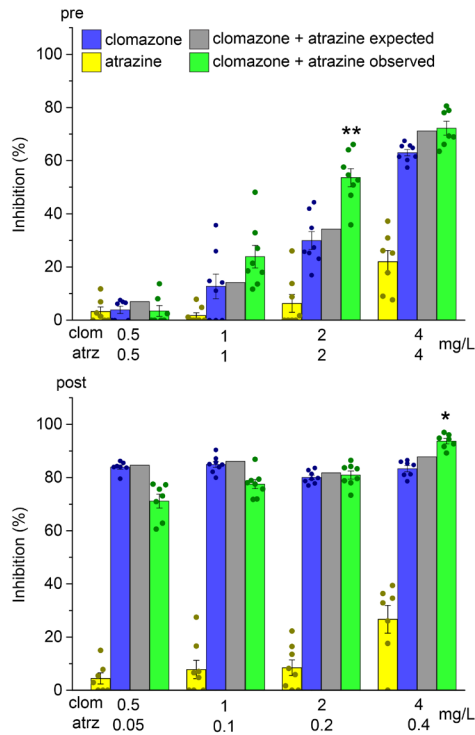 pre
clomazone
clomazone + atrazine expected
atrazine
clomazone + atrazine observed
Inhibition (%)
100
80
60
40
20
0
**
clom 0.5 1 2 4 mg/L
atrz 0.5 1 2 4
post
Inhibition (%)
100
80
60
40
20
0
*
clom 0.5 1 2 4 mg/L
atrz 0.05 0.1 0.2 0.4